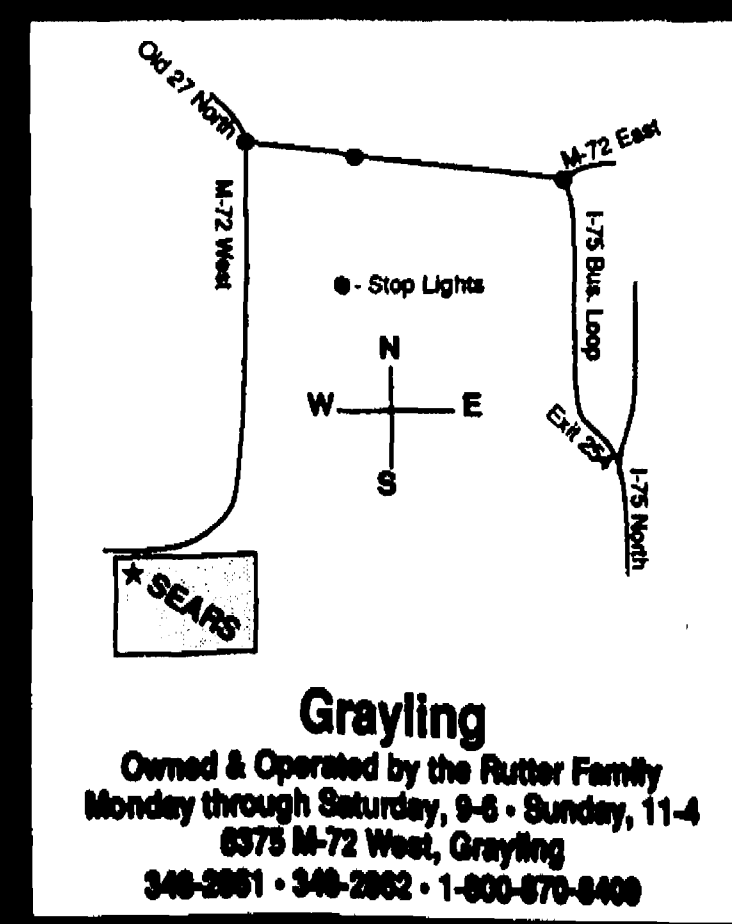 Old 27 North
M-72 East
M-72 West
I-75 Bus. Loop
- Stop Lights
N
W E
S
Exit 254
I-75 North
★ SEARS
Grayling
Owned & Operated by the Rutter Family
Monday through Saturday, 9-6 • Sunday, 11-4
6375 M-72 West, Grayling
348-2861 • 348-2862 • 1-800-870-8409